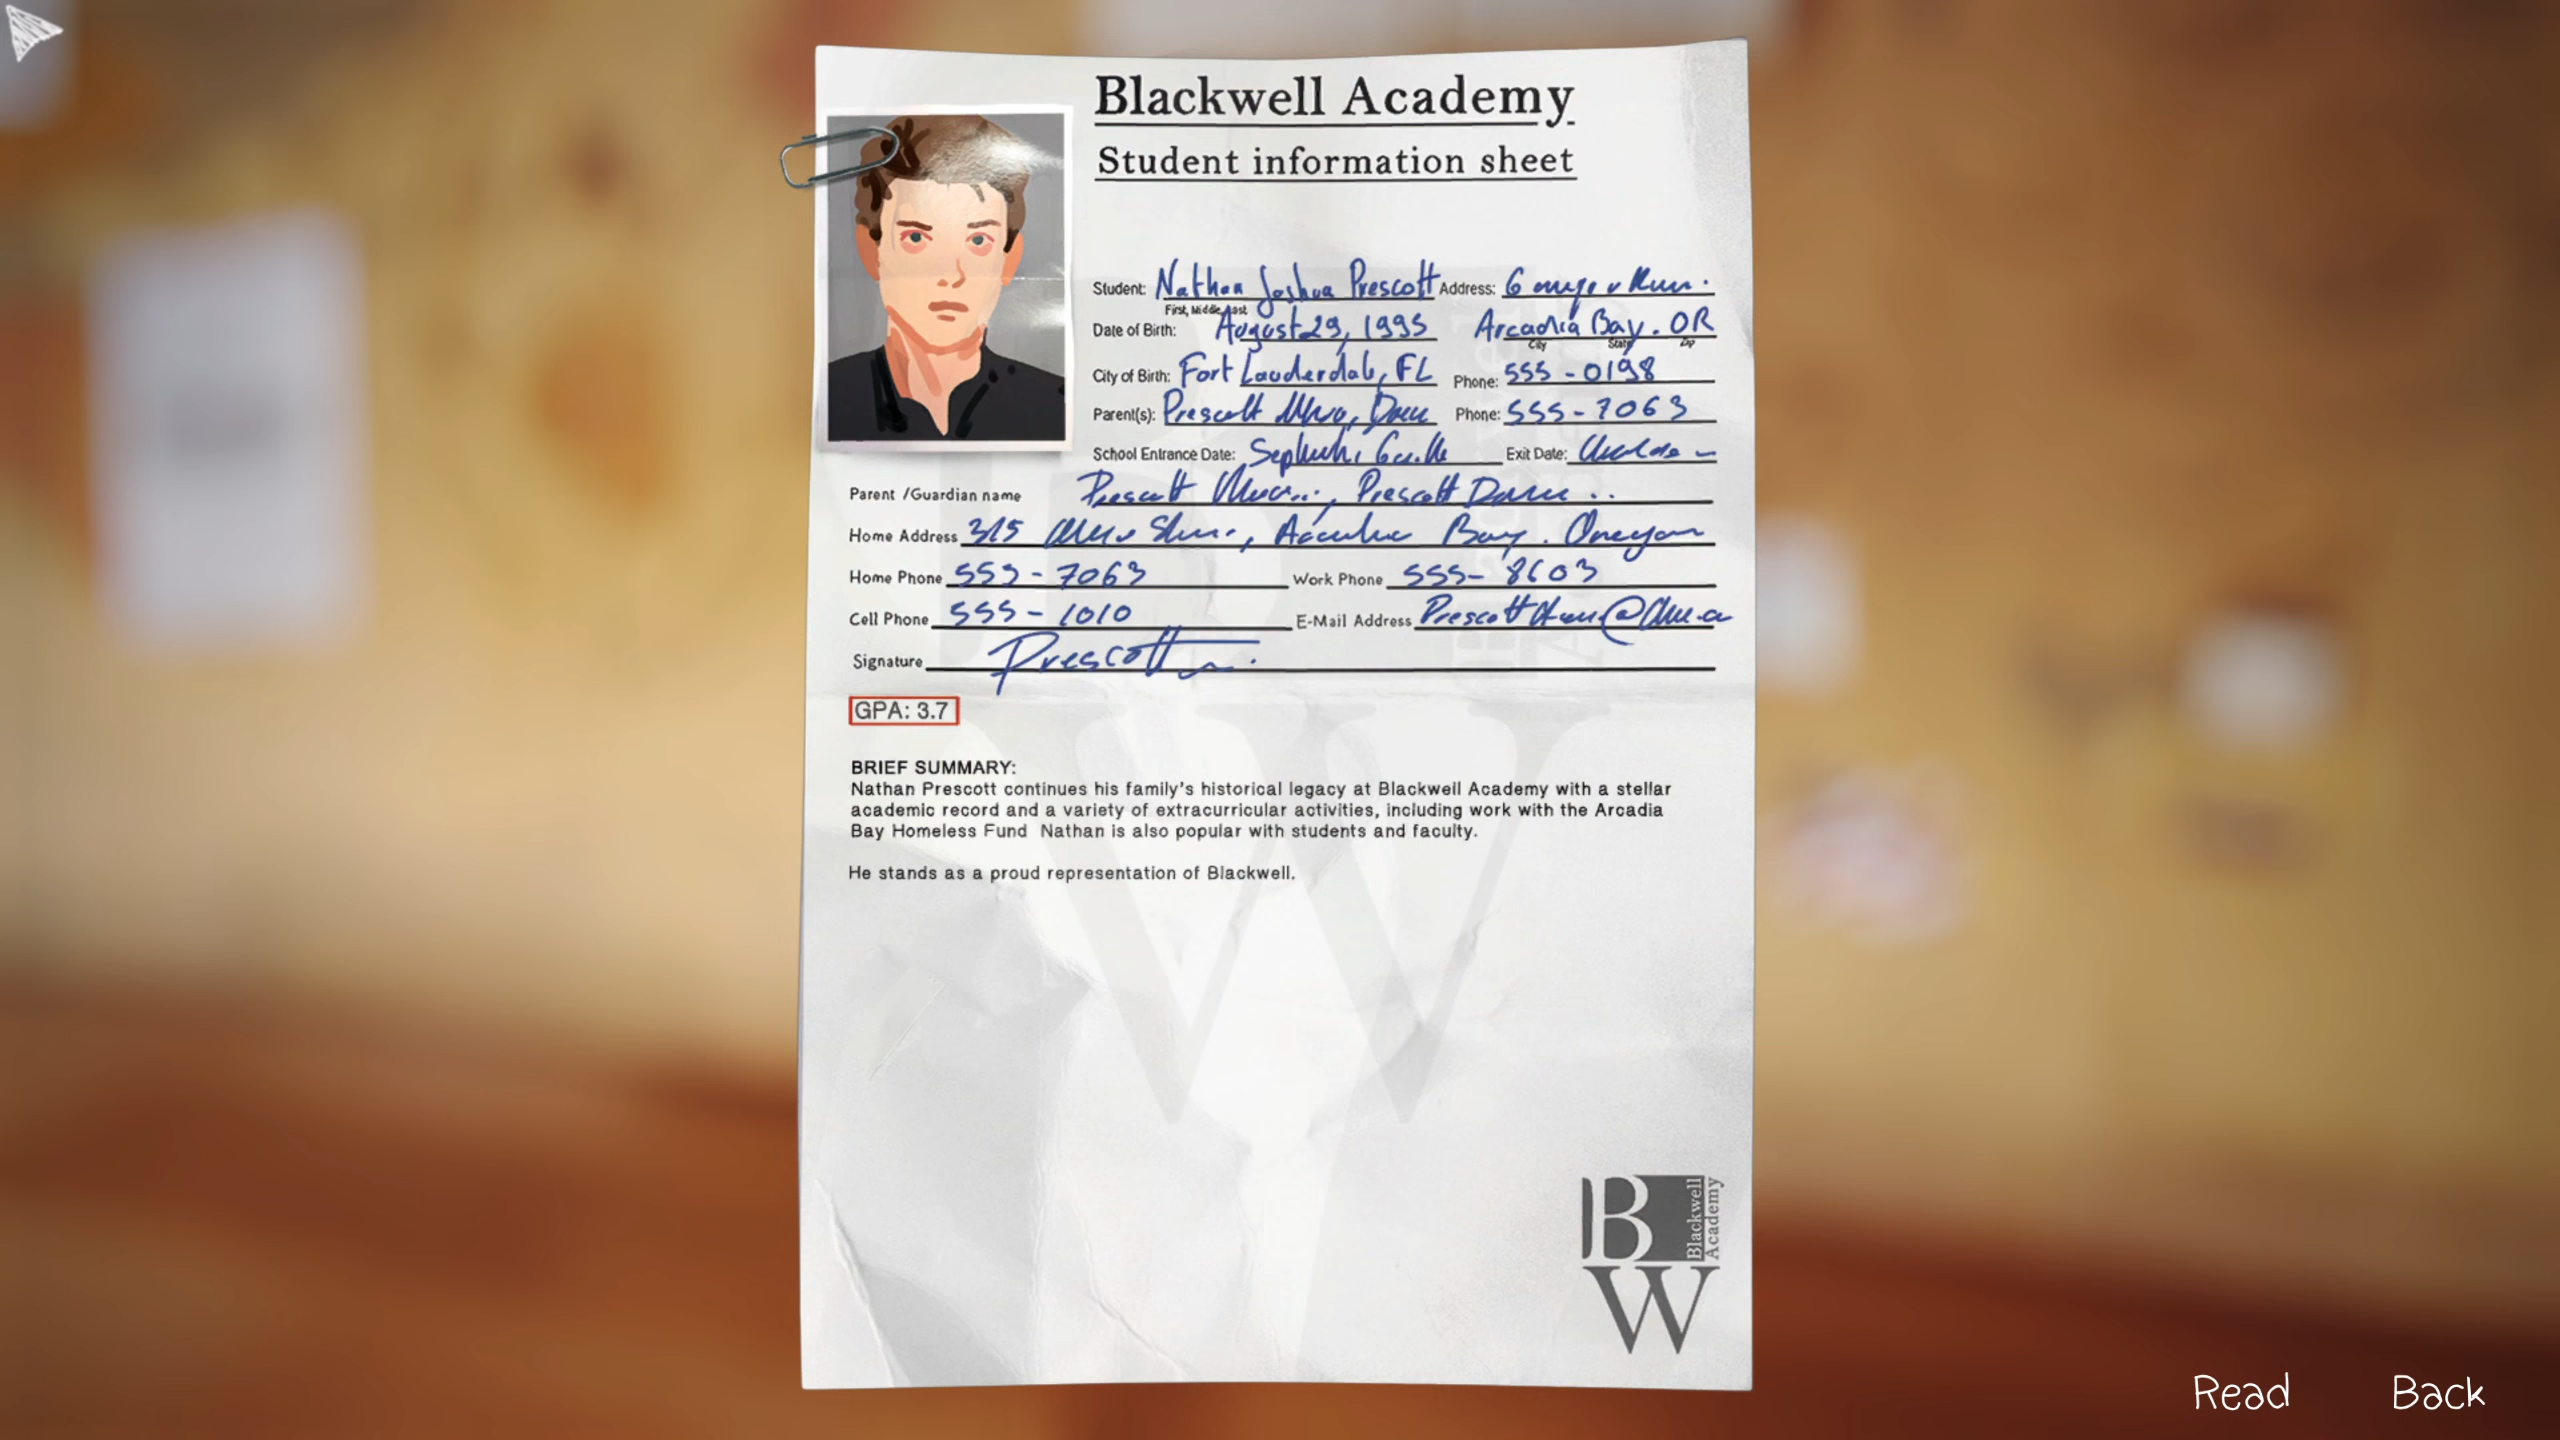 Blackwell Academy
Student information sheet
Student: Nathan Joshua Prescott Address: 6
First, Middle, Last
Date of Birth: August 29, 1995 Arcadia Bay. OR
City State Zip
City of Birth: Fort Lauderdale, FL Phone: 555-0198
Parent(s): Prescott Phone: 555-7063
School Entrance Date: Exit Date:
Parent /Guardian name Prescott Prescott
Home Address 315 Bay. Oregon
Home Phone 555-7063 Work Phone 555-8603
Cell Phone 555-1010 E-Mail Address
Signature Prescott
GPA: 3.7
BRIEF SUMMARY:
Nathan Prescott continues his family's historical legacy at Blackwell Academy with a stellar
academic record and a variety of extracurricular activities, including work with the Arcadia
Bay Homeless Fund Nathan is also popular with students and faculty.
He stands as a proud representation of Blackwell.
B
Blackwell
Academy
W
Read Back